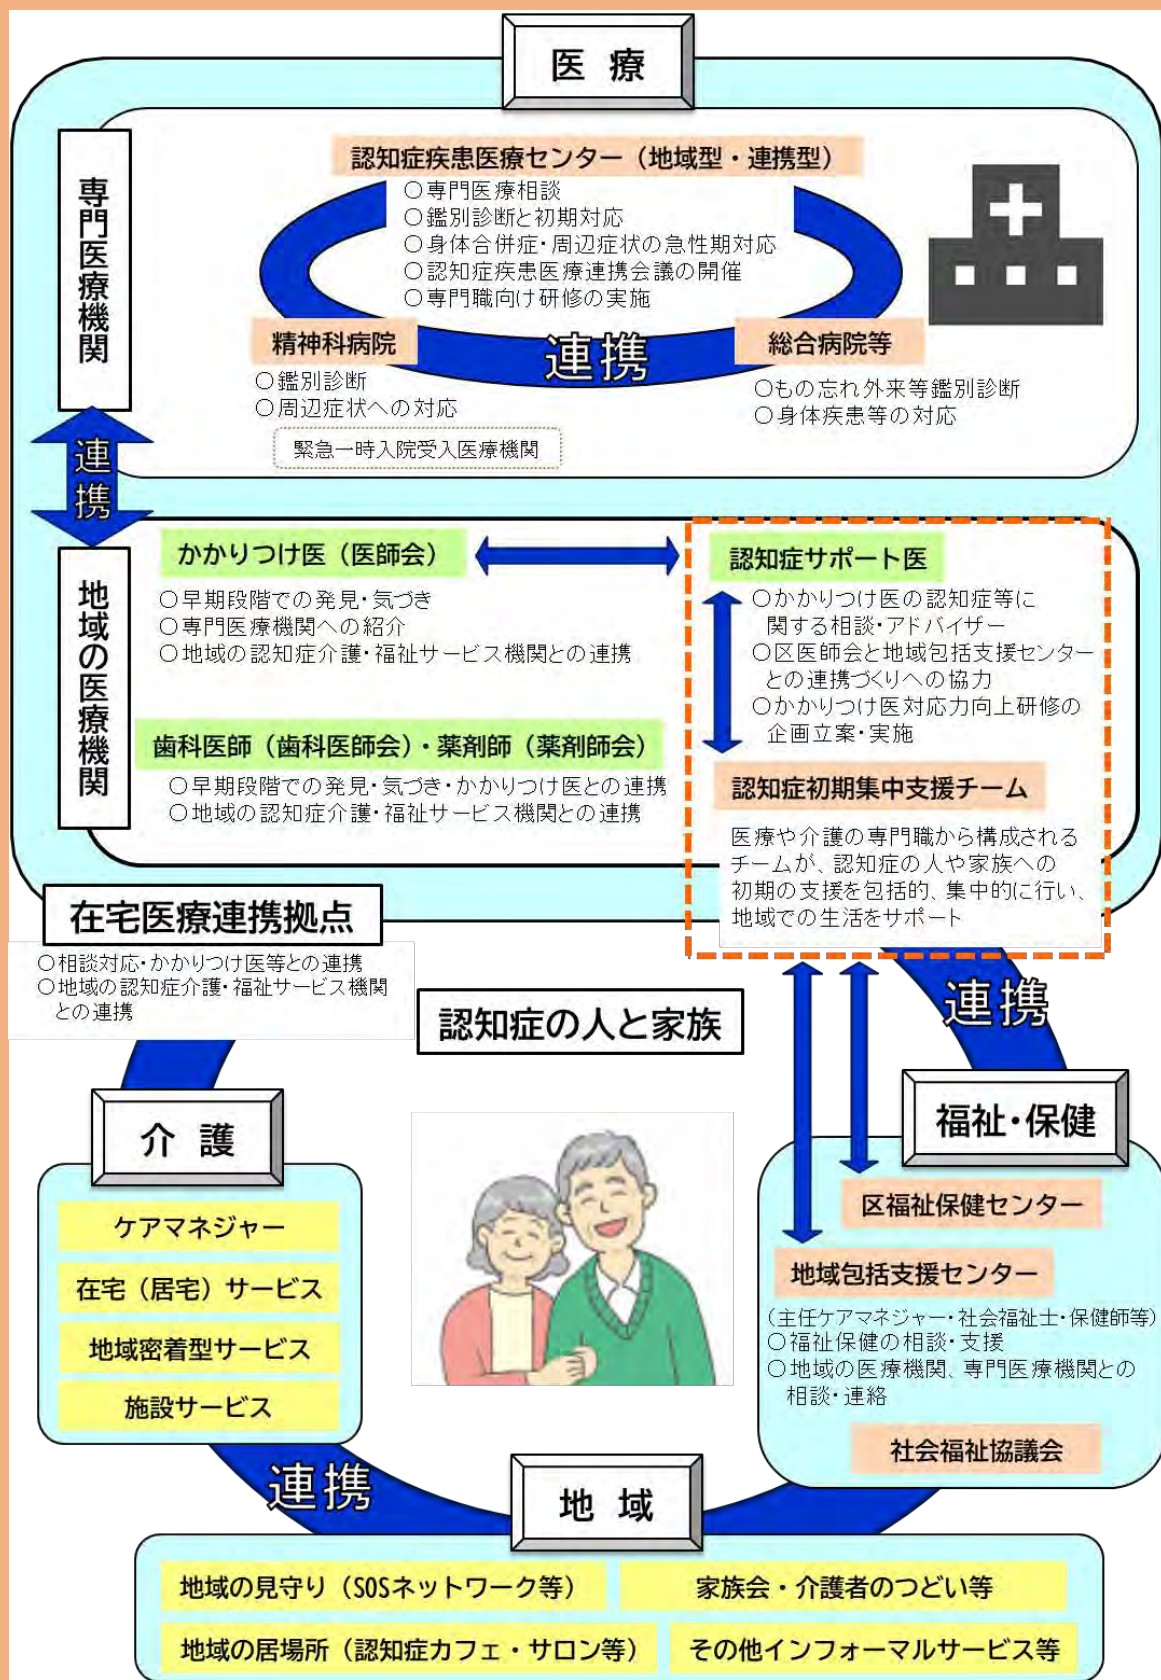 医 療
専門医療機関
認知症疾患医療センター（地域型・連携型）
○専門医療相談
○鑑別診断と初期対応
○身体合併症・周辺症状の急性期対応
○認知症疾患医療連携会議の開催
○専門職向け研修の実施
精神科病院
連携
総合病院等
○鑑別診断
○周辺症状への対応
緊急一時入院受入医療機関
○もの忘れ外来等鑑別診断
○身体疾患等の対応
連携
地域の医療機関
かかりつけ医（医師会）
○早期段階での発見・気づき
○専門医療機関への紹介
○地域の認知症介護・福祉サービス機関との連携
歯科医師（歯科医師会）・薬剤師（薬剤師会）
○早期段階での発見・気づき・かかりつけ医との連携
○地域の認知症介護・福祉サービス機関との連携
認知症サポート医
○かかりつけ医の認知症等に
関する相談・アドバイザー
○区医師会と地域包括支援センター
との連携づくりへの協力
○かかりつけ医対応力向上研修の
企画立案・実施
認知症初期集中支援チーム
医療や介護の専門職から構成される
チームが、認知症の人や家族への
初期の支援を包括的、集中的に行い、
地域での生活をサポート
在宅医療連携拠点
○相談対応・かかりつけ医等との連携
○地域の認知症介護・福祉サービス機関
との連携
認知症の人と家族
連携
介 護
ケアマネジャー
在宅（居宅）サービス
地域密着型サービス
施設サービス
福祉・保健
区福祉保健センター
地域包括支援センター
（主任ケアマネジャー・社会福祉士・保健師等）
○福祉保健の相談・支援
○地域の医療機関、専門医療機関との
相談・連絡
社会福祉協議会
連携
地 域
地域の見守り（SOSネットワーク等）
家族会・介護者のつどい等
地域の居場所（認知症カフェ・サロン等）
その他インフォーマルサービス等